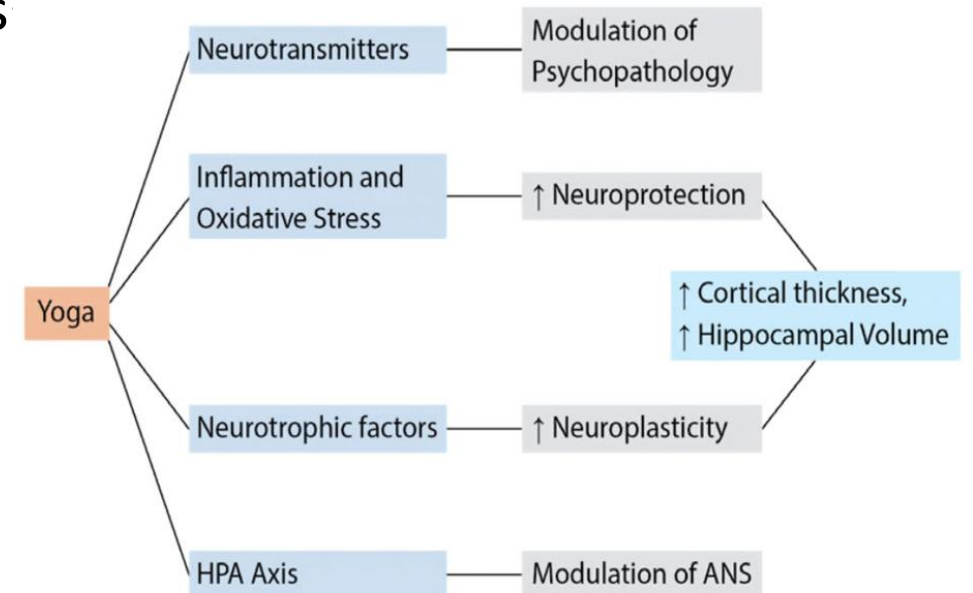 s
Neurotransmitters
Modulation of
Psychopathology
Inflammation and
Oxidative Stress
↑ Neuroprotection
Yoga
↑ Cortical thickness,
↑ Hippocampal Volume
Neurotrophic factors
↑ Neuroplasticity
HPA Axis
Modulation of ANS